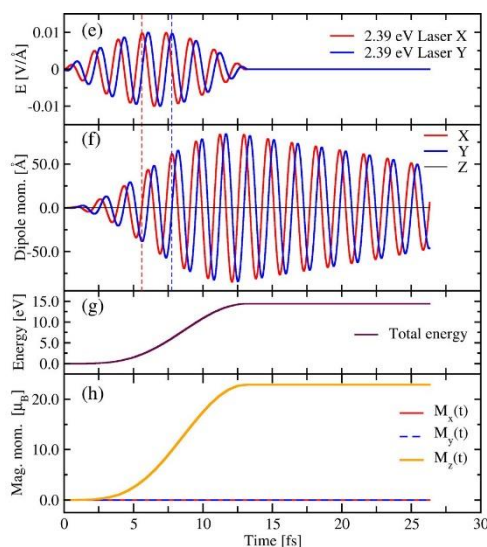 (e)
2.39 eV Laser X
2.39 eV Laser Y
0.01
0
-0.01
E [V/Å]
(f)
X
Y
Z
50.0
0.0
-50.0
Dipole mom. [Å]
(g)
Total energy
15.0
10.0
5.0
0.0
Energy [eV]
(h)
Mx(t)
My(t)
Mz(t)
20.0
10.0
0.0
Mag. mom. [μB]
0 5 10 15 20 25 30
Time [fs]